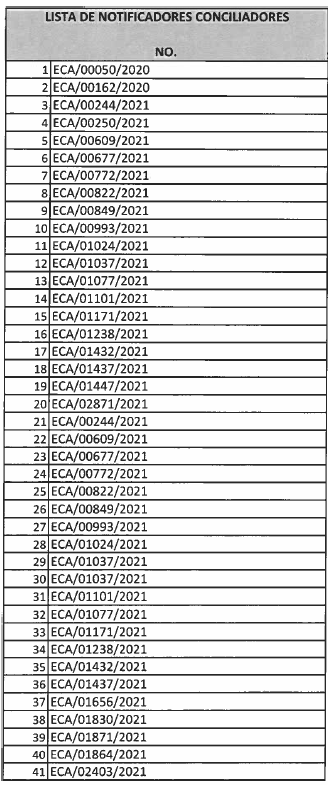 LISTA DE NOTIFICADORES CONCILIADORES
NO.
1 ECA/00050/2020
2 ECA/00162/2020
3 ECA/00244/2021
4 ECA/00250/2021
5 ECA/00609/2021
6 ECA/00677/2021
7 ECA/00772/2021
8 ECA/00822/2021
9 ECA/00849/2021
10 ECA/00993/2021
11 ECA/01024/2021
12 ECA/01037/2021
13 ECA/01077/2021
14 ECA/01101/2021
15 ECA/01171/2021
16 ECA/01238/2021
17 ECA/01432/2021
18 ECA/01437/2021
19 ECA/01447/2021
20 ECA/02871/2021
21 ECA/00244/2021
22 ECA/00609/2021
23 ECA/00677/2021
24 ECA/00772/2021
25 ECA/00822/2021
26 ECA/00849/2021
27 ECA/00993/2021
28 ECA/01024/2021
29 ECA/01037/2021
30 ECA/01037/2021
31 ECA/01101/2021
32 ECA/01077/2021
33 ECA/01171/2021
34 ECA/01238/2021
35 ECA/01432/2021
36 ECA/01437/2021
37 ECA/01656/2021
38 ECA/01830/2021
39 ECA/01871/2021
40 ECA/01864/2021
41 ECA/02403/2021